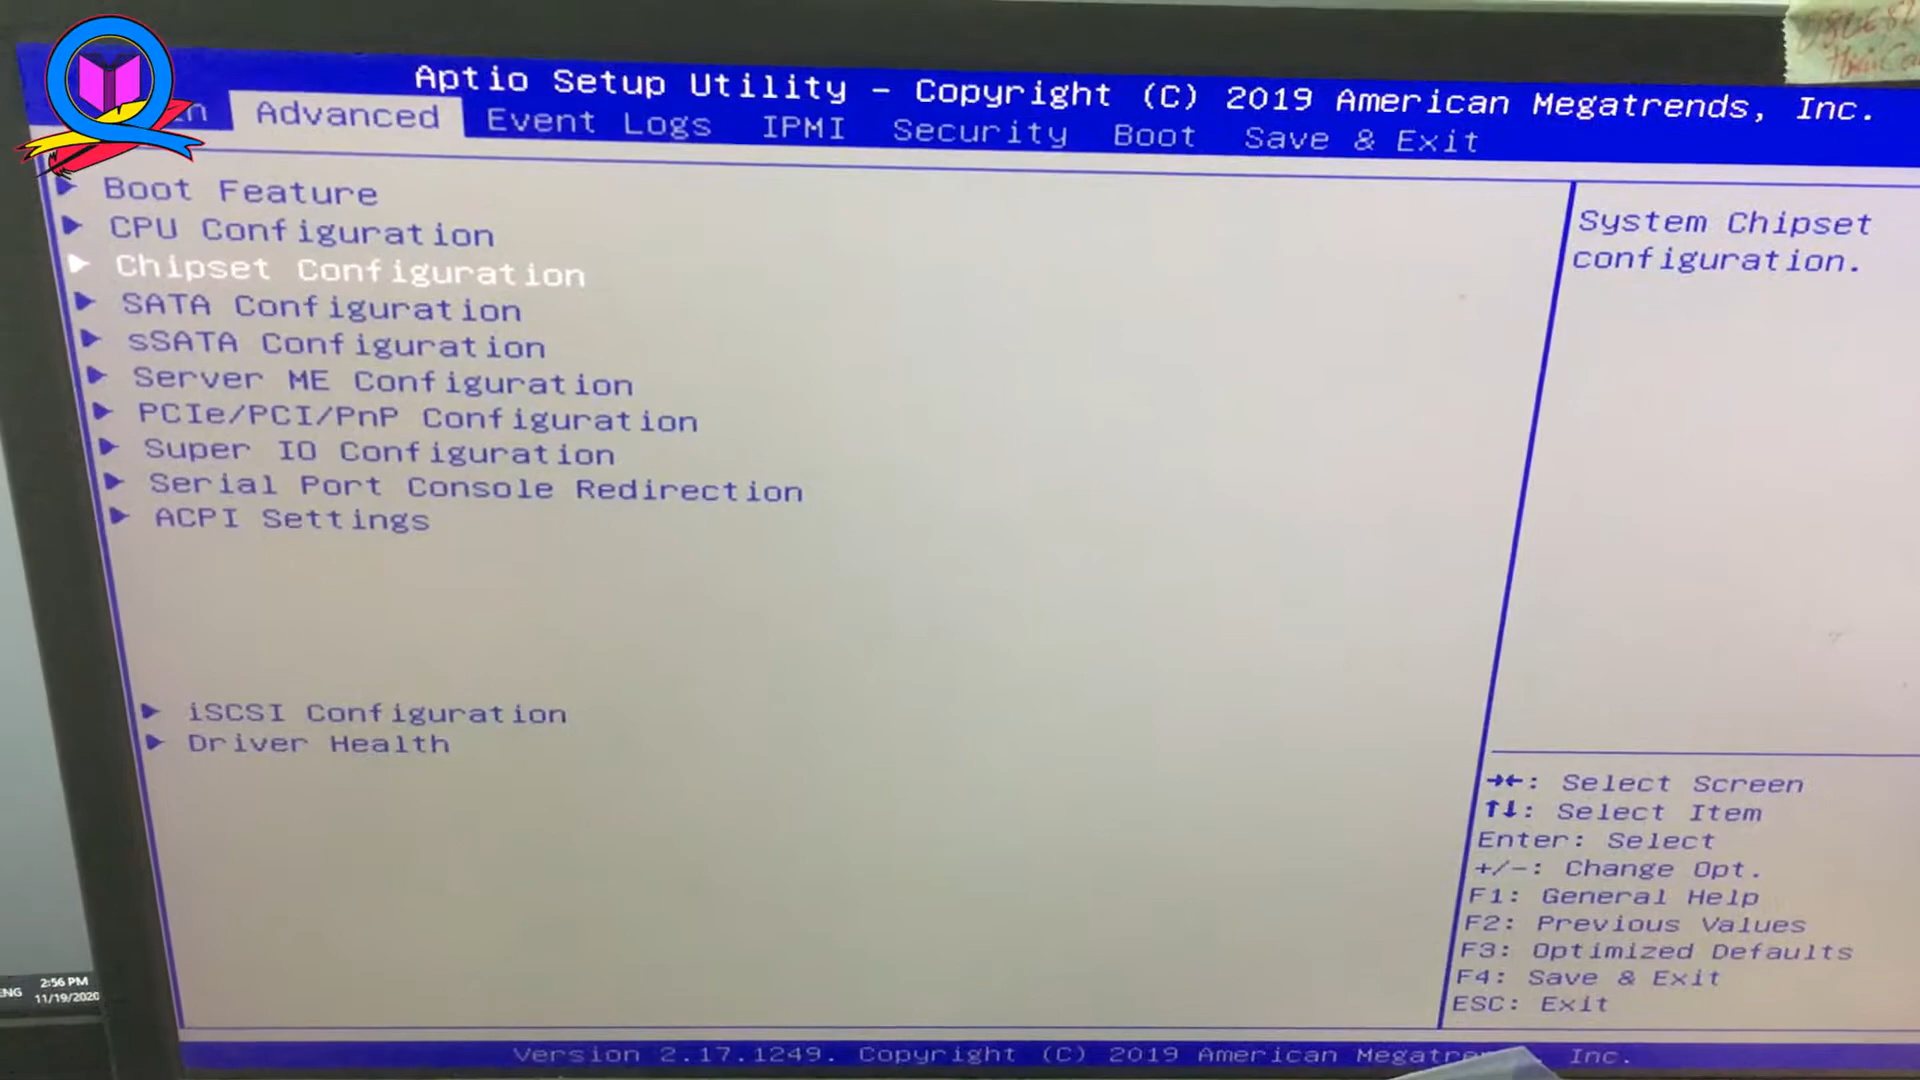 Aptio Setup Utility – Copyright (C) 2019 American Megatrends, Inc.
Advanced Event Logs IPMI Security Boot Save & Exit
Boot Feature
CPU Configuration
Chipset Configuration
SATA Configuration
sSATA Configuration
Server ME Configuration
PCIe/PCI/PnP Configuration
Super IO Configuration
Serial Port Console Redirection
ACPI Settings
iSCSI Configuration
Driver Health
System Chipset
configuration.
→←: Select Screen
↑↓: Select Item
Enter: Select
+/-: Change Opt.
F1: General Help
F2: Previous Values
F3: Optimized Defaults
F4: Save & Exit
ESC: Exit
Version 2.17.1249. Copyright (C) 2019 American Inc.
ENG
2:56 PM
11/19/2020